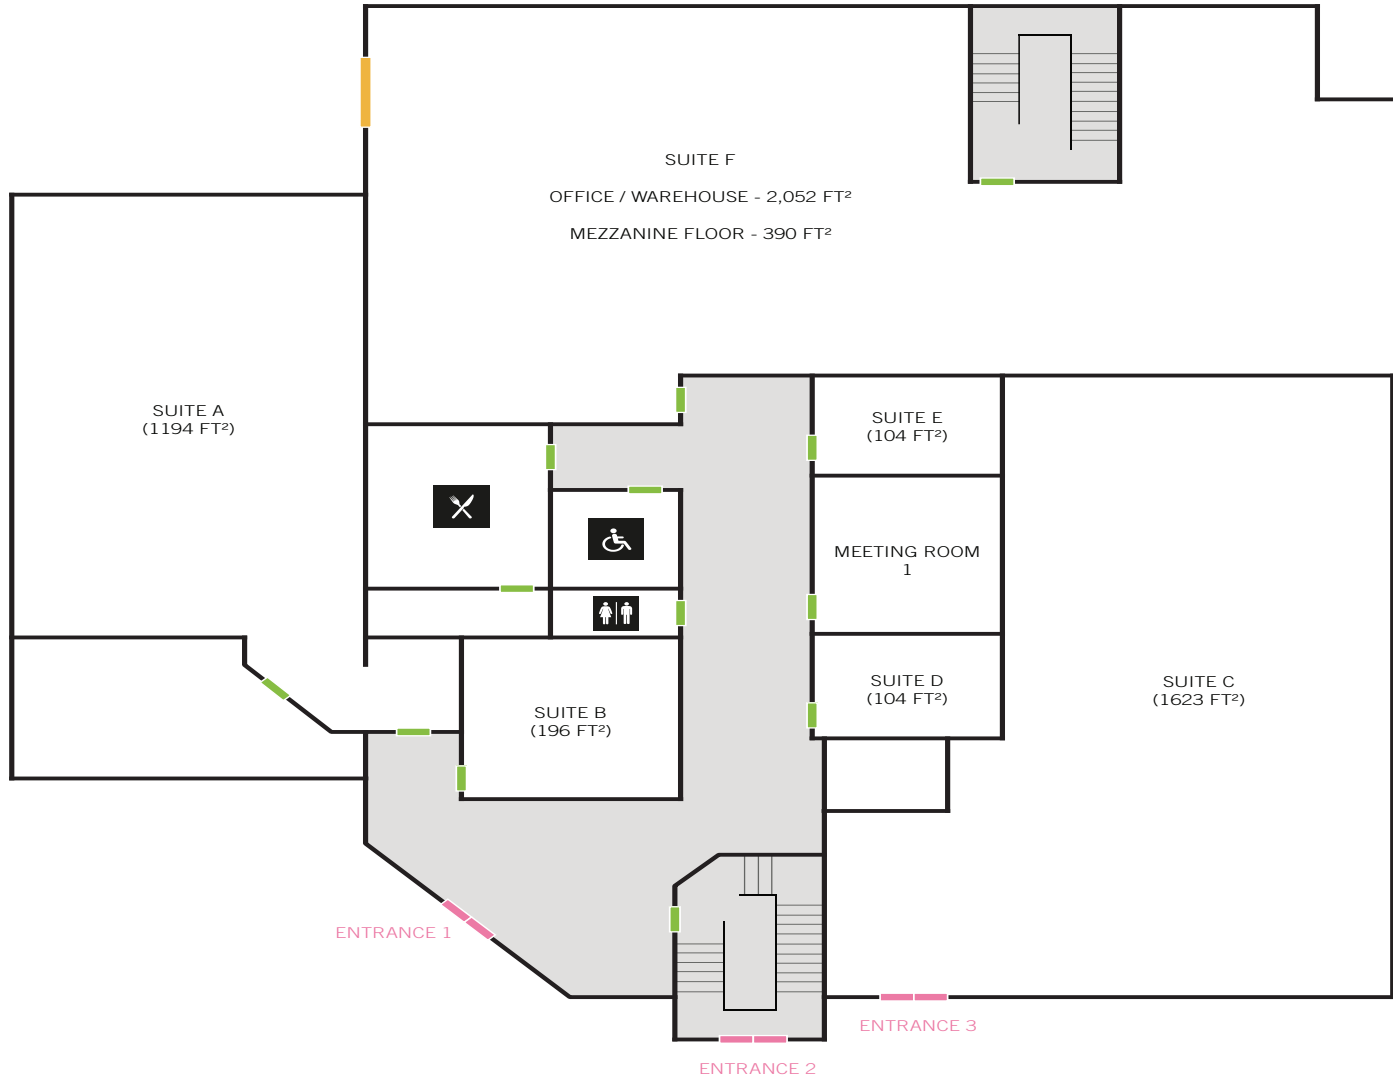 SUITE F
OFFICE / WAREHOUSE - 2,052 FT²
MEZZANINE FLOOR - 390 FT²
SUITE A
(1194 FT²)
SUITE E
(104 FT²)
MEETING ROOM
1
SUITE D
(104 FT²)
SUITE C
(1623 FT²)
SUITE B
(196 FT²)
ENTRANCE 1
ENTRANCE 3
ENTRANCE 2